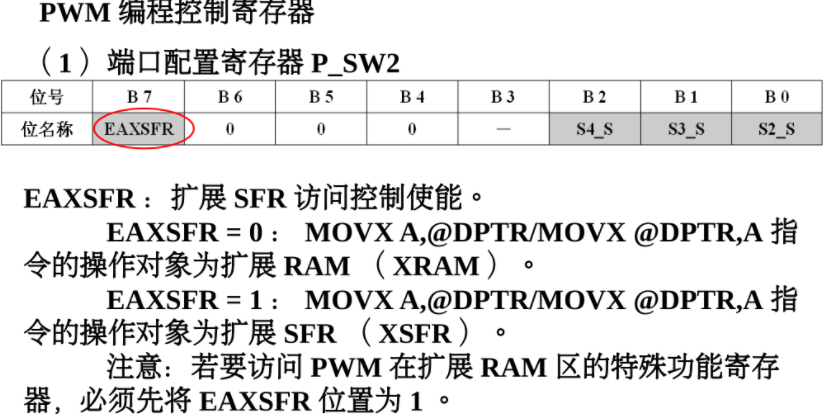 PWM 编程控制寄存器
（1）端口配置寄存器 P_SW2
位号 B 7 B 6 B 5 B 4 B 3 B 2 B 1 B 0
位名称 EAXSFR 0 0 0 — S4_S S3_S S2_S
EAXSFR ：扩展 SFR 访问控制使能。
EAXSFR = 0 ： MOVX A,@DPTR/MOVX @DPTR,A 指
令的操作对象为扩展 RAM （ XRAM ） 。
EAXSFR = 1 ： MOVX A,@DPTR/MOVX @DPTR,A 指
令的操作对象为扩展 SFR （ XSFR ） 。
注意：若要访问 PWM 在扩展 RAM 区的特殊功能寄存
器，必须先将 EAXSFR 位置为 1 。